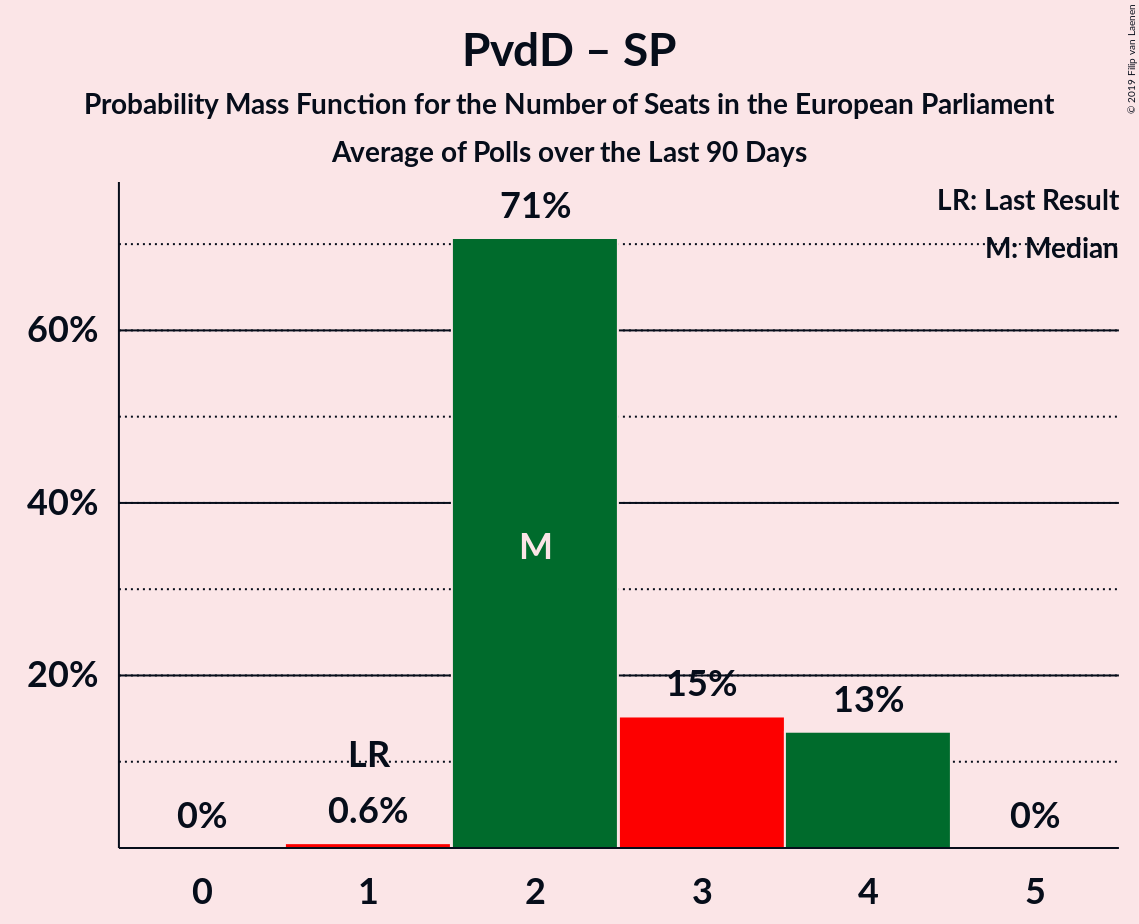 PvdD – SP
Probability Mass Function for the Number of Seats in the European Parliament
Average of Polls over the Last 90 Days
© 2019 Filip van Laenen
LR: Last Result
M: Median
71%
60%
40%
M
20%
15%
13%
LR
0%
0.6%
0%
0
1
2
3
4
5